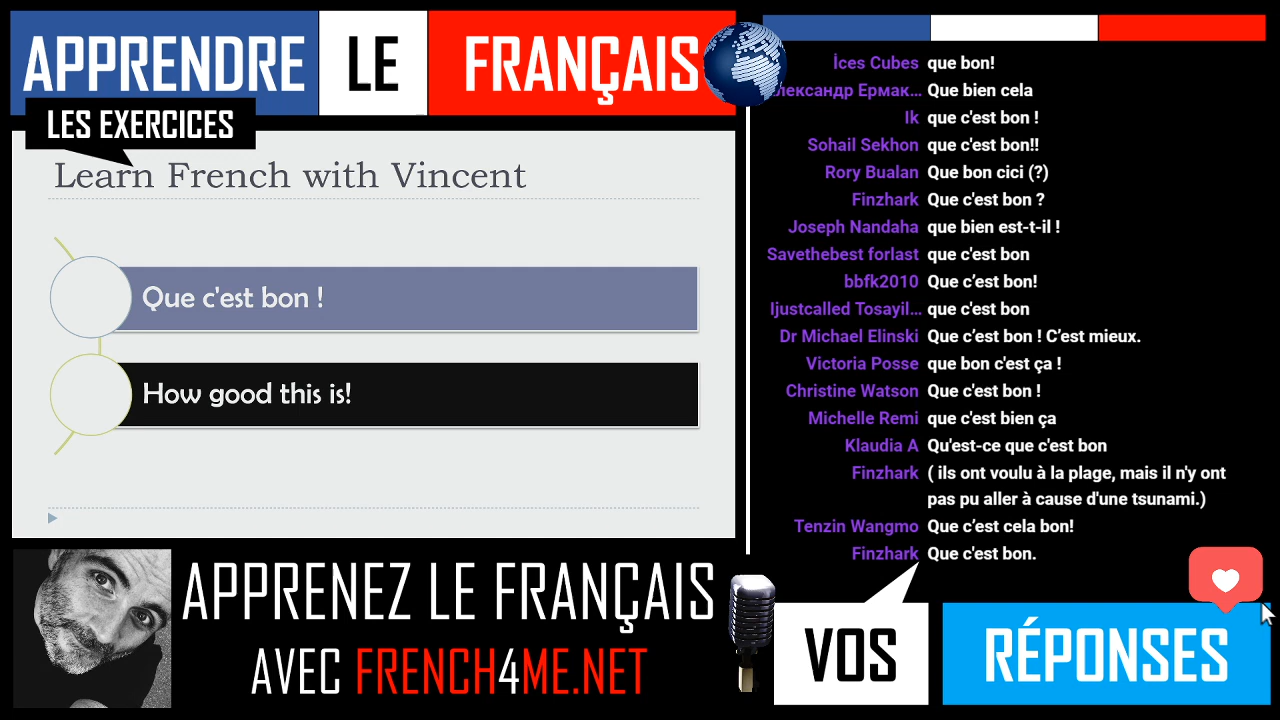 APPRENDRE LE FRANÇAIS
LES EXERCICES
Learn French with Vincent
Que c'est bon !
How good this is!
APPRENEZ LE FRANÇAIS
AVEC FRENCH4ME.NET
İces Cubes que bon!
Ермак… Que bien cela
Ik que c'est bon !
Sohail Sekhon que c'est bon!!
Rory Bualan Que bon cici (?)
Finzhark Que c'est bon ?
Joseph Nandaha que bien est-t-il !
Savethebest forlast que c'est bon
bbfk2010 Que c’est bon!
Ijustcalled Tosayil… que c'est bon
Dr Michael Elinski Que c’est bon ! C’est mieux.
Victoria Posse que bon c'est ça !
Christine Watson Que c'est bon !
Michelle Remi que c'est bien ça
Klaudia A Qu'est-ce que c'est bon
Finzhark ( ils ont voulu à la plage, mais il n'y ont
pas pu aller à cause d'une tsunami.)
Tenzin Wangmo Que c’est cela bon!
Finzhark Que c'est bon.
VOS RÉPONSES